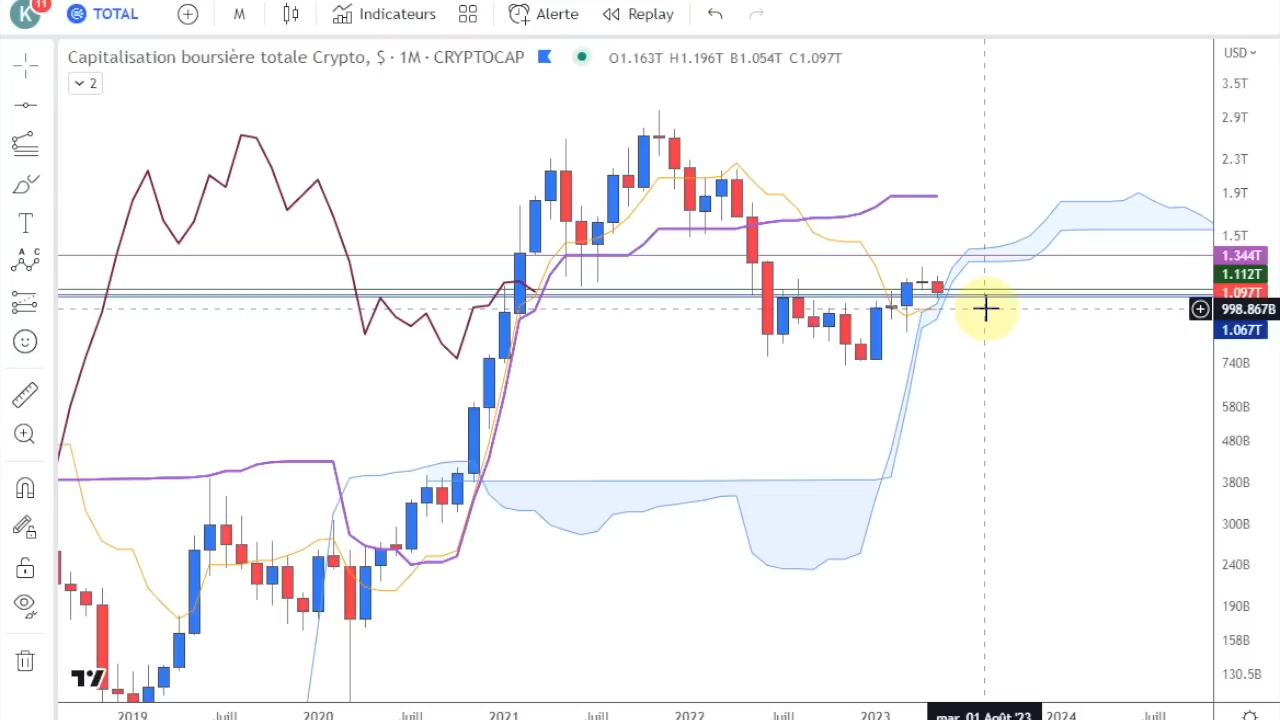 K 11 TOTAL M Indicateurs Alerte Replay
Capitalisation boursière totale Crypto, $ · 1M · CRYPTOCAP O1.163T H1.196T B1.054T C1.097T
USD
2
3.5T
2.9T
2.3T
1.9T
1.5T
1.344T
1.112T
1.097T
998.867B
1.067T
740B
580B
480B
380B
300B
240B
190B
158B
130.5B
T
A C
B
2019 Juill 2020 Juill 2021 Juill 2022 Juill 2023 mar. 01 Août '23 2024 Juill